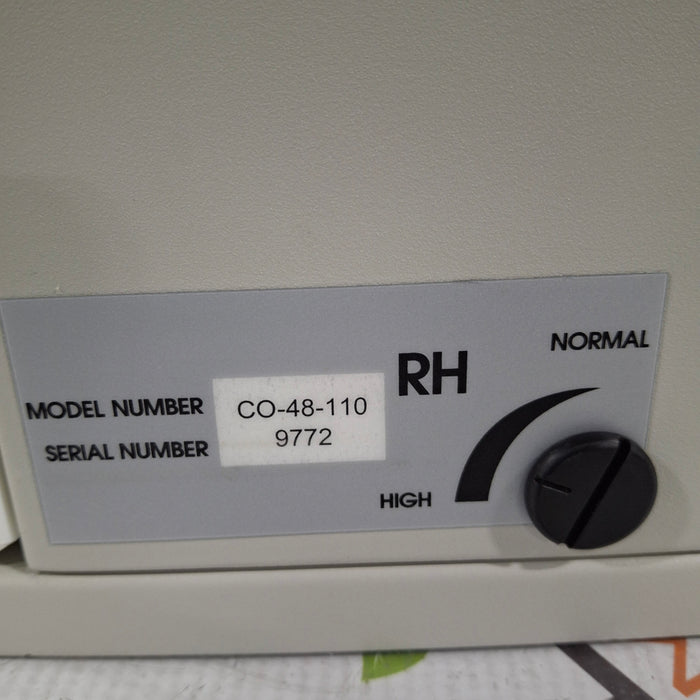 NORMAL
RH
MODEL NUMBER CO-48-110
SERIAL NUMBER 9772
HIGH